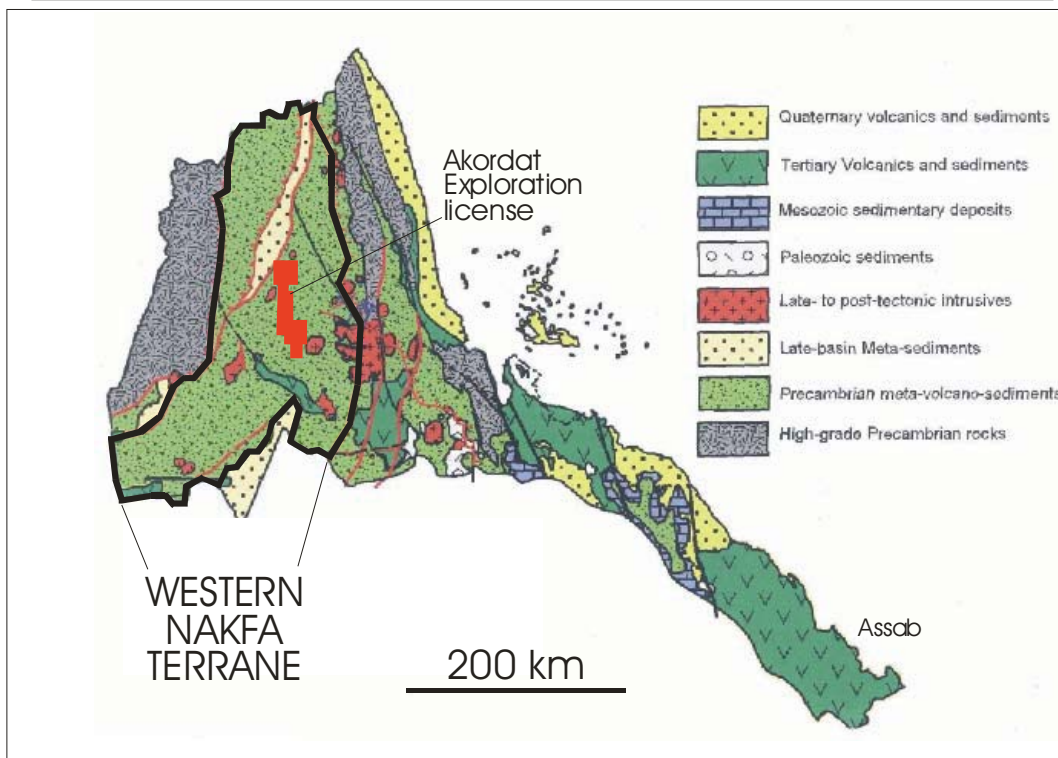 Akordat
Exploration
license
Quaternary volcanics and sediments
Tertiary Volcanics and sediments
Mesozoic sedimentary deposits
Paleozoic sediments
Late- to post-tectonic intrusives
Late-basin Meta-sediments
Precambrian meta-volcano-sediments
High-grade Precambrian rocks
WESTERN
NAKFA
TERRANE
200 km
Assab